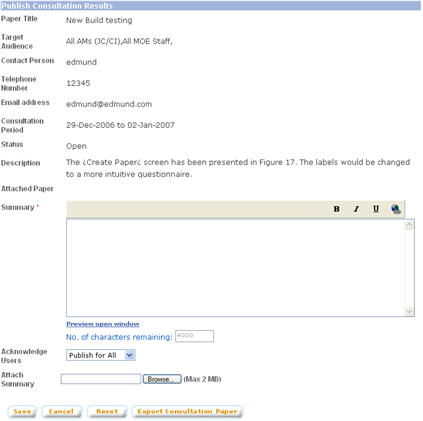 Publish Consultation Results
Paper Title New Build testing
Target Audience All AMs (JC/CI),All MOE Staff,
Contact Person edmund
Telephone Number 12345
Email address edmund@edmund.com
Consultation Period 29-Dec-2006 to 02-Jan-2007
Status Open
Description The ¿Create Paper¿ screen has been presented in Figure 17. The labels would be changed
to a more intuitive questionnaire.
Attached Paper
Summary *
B I U
Preview open window
No. of characters remaining: 4000
Acknowledge Users Publish for All
Attach Summary Browse... (Max 2 MB)
Save Cancel Reset Export Consultation Paper